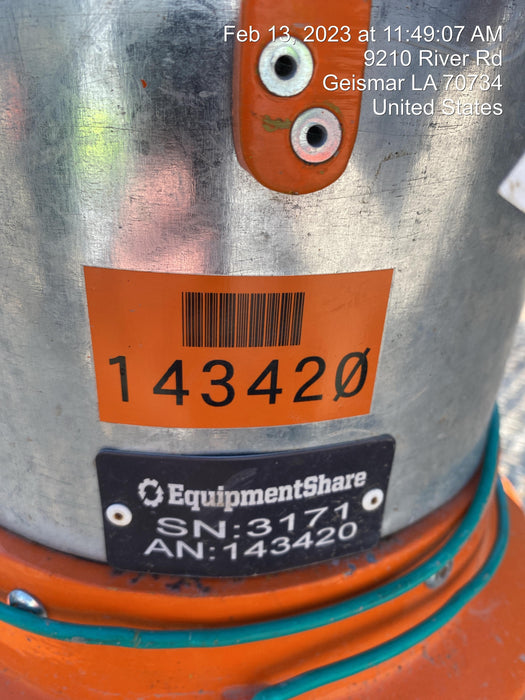 Feb 13, 2023 at 11:49:07 AM
9210 River Rd
Geismar LA 70734
United States
143420
EquipmentShare
SN:3171
AN:143420